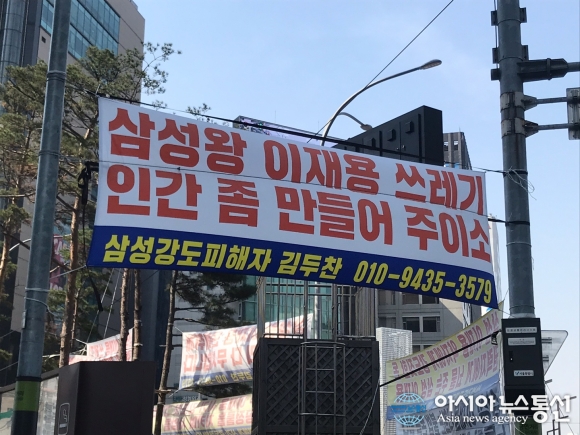 삼성왕 이재용 쓰레기
인간 좀 만들어 주이소
삼성강도피해자 김두찬 010-9435-3579
아시아뉴스통신
Asia news agency